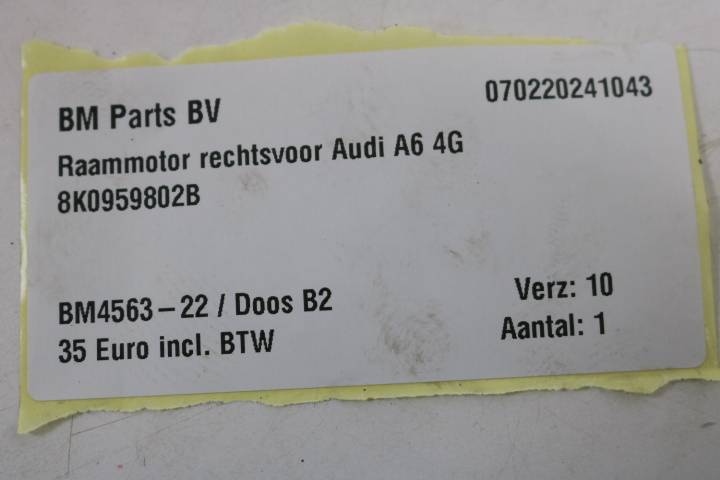 BM Parts BV
070220241043
Raammotor rechtsvoor Audi A6 4G
8K0959802B
BM4563-22 / Doos B2
Verz: 10
35 Euro incl. BTW
Aantal: 1